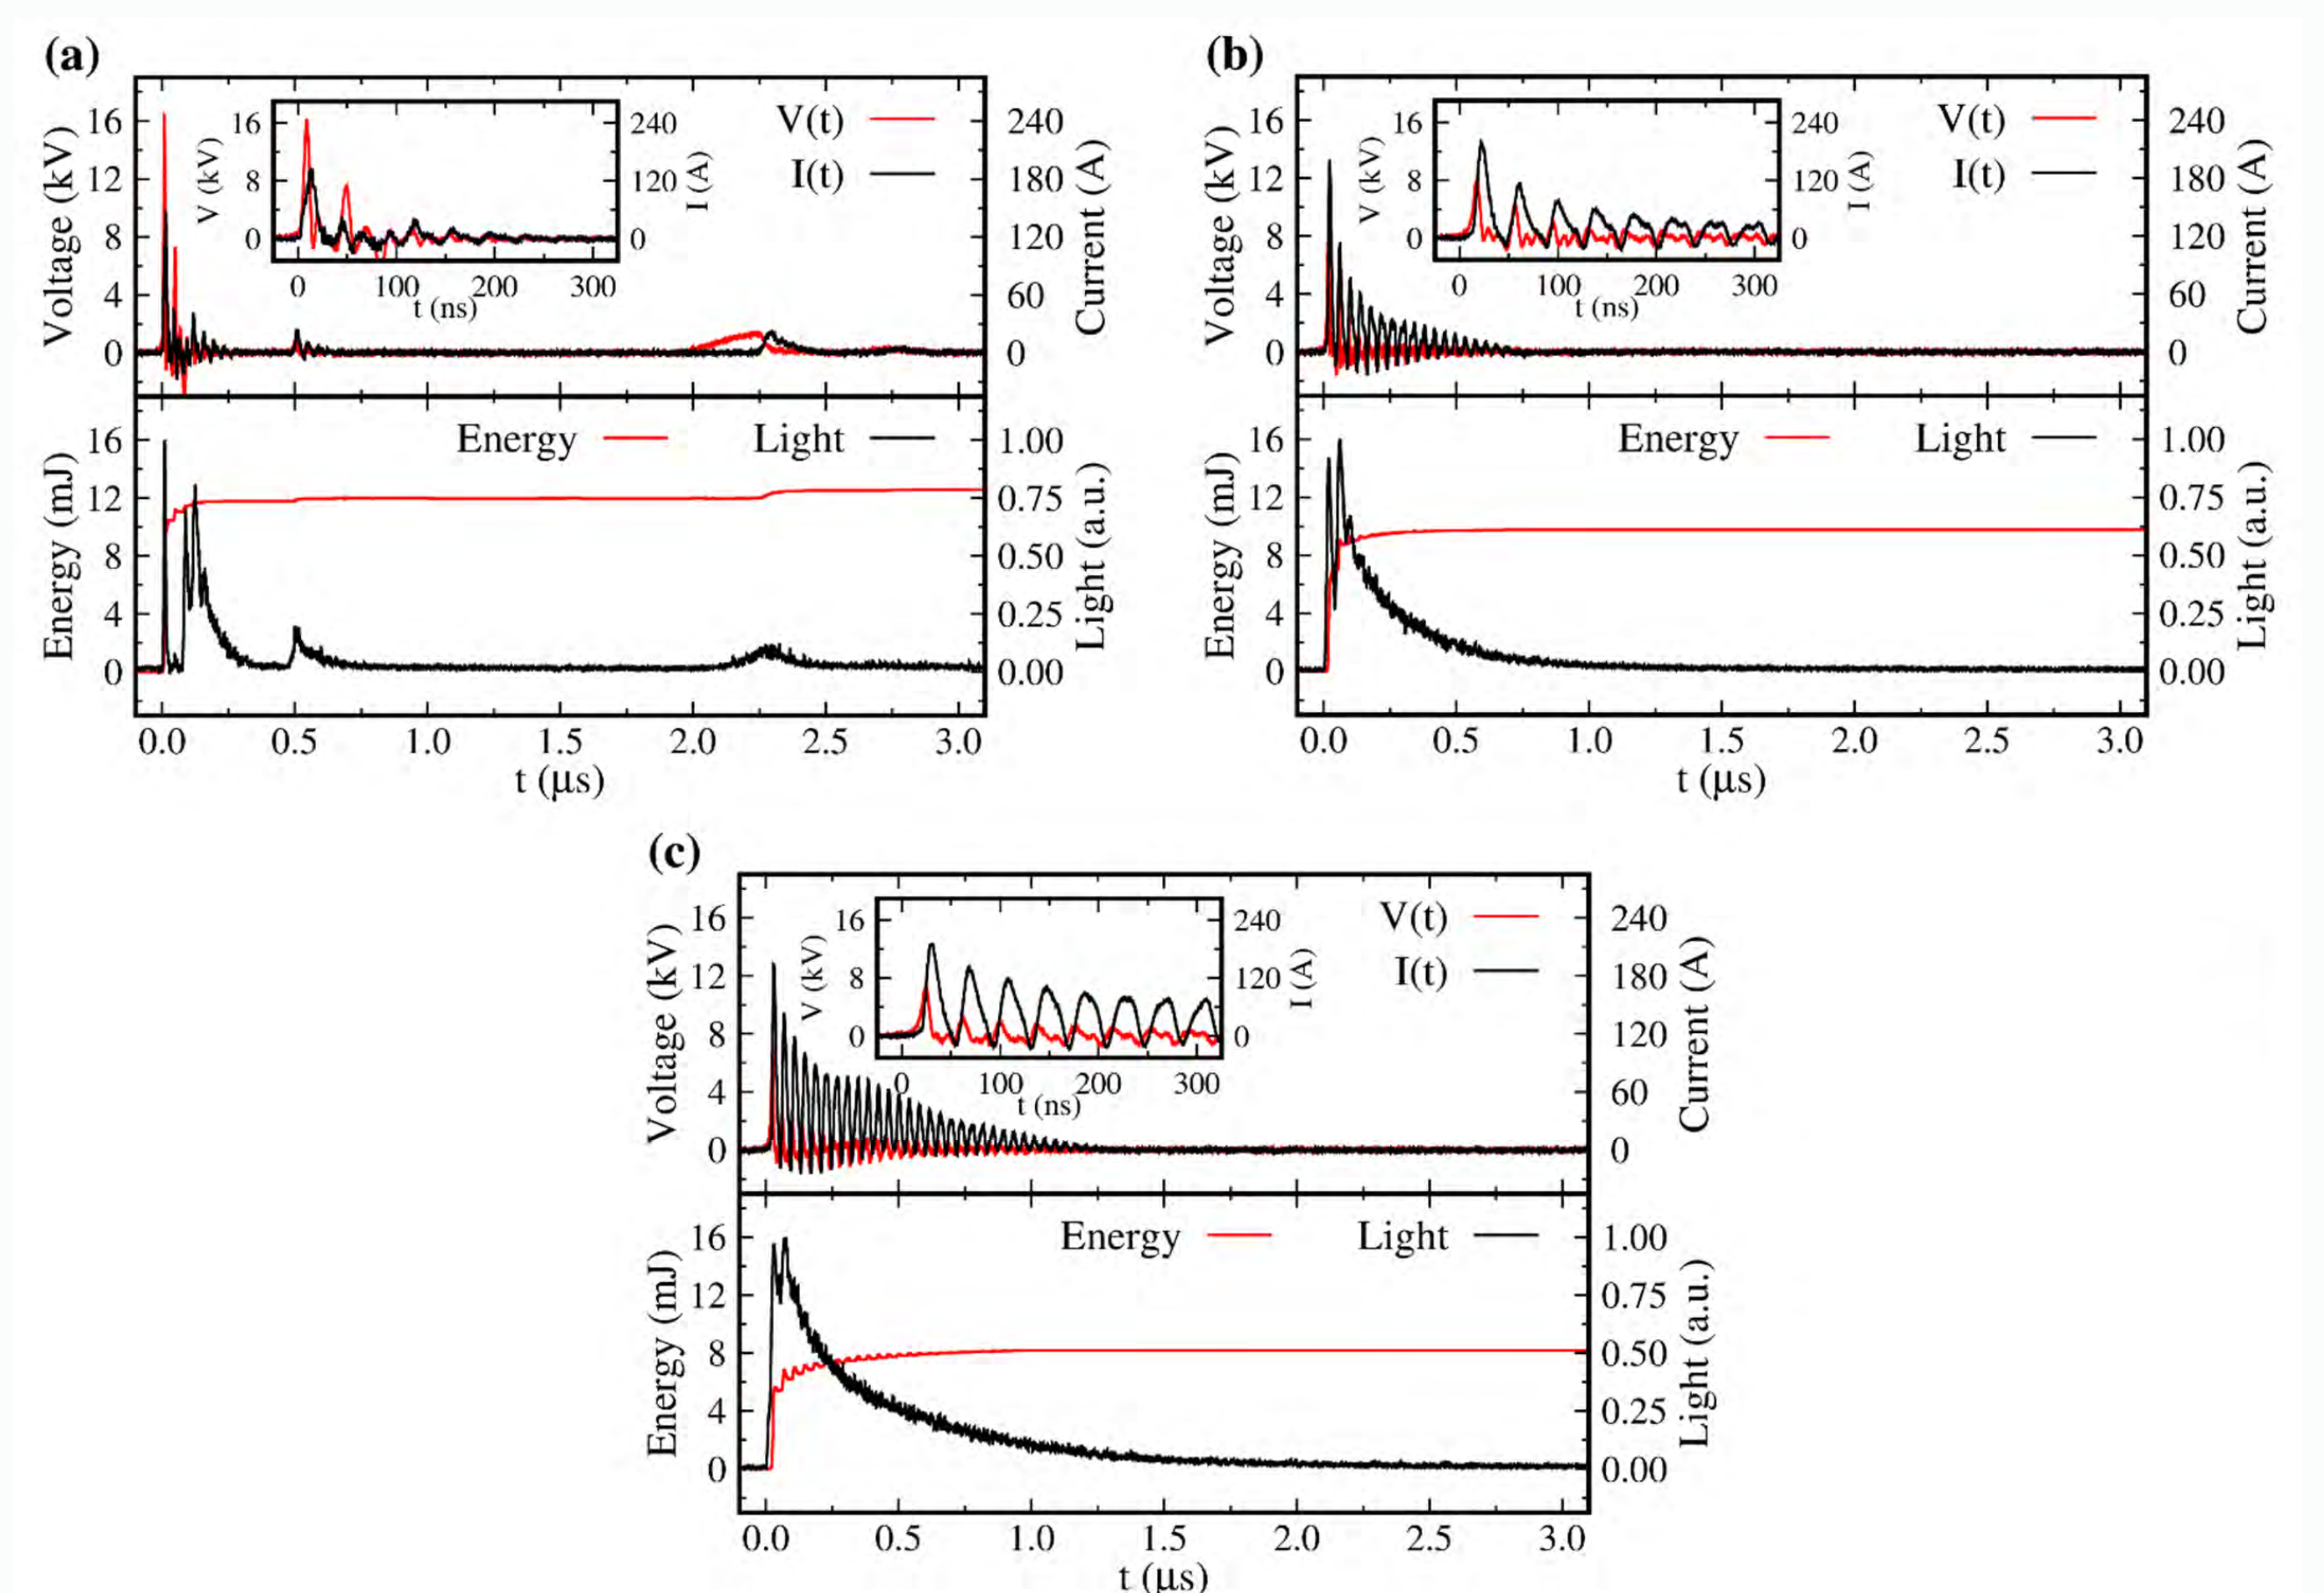 (a)
Voltage (kV)
16
12
8
4
0
V (kV)
16
8
0
240
120
0
I (A)
0 100 200 300
t (ns)
V(t)
I(t)
240
180
120
60
0
Current (A)
Energy (mJ)
16
12
8
4
0
Energy
Light
1.00
0.75
0.50
0.25
0.00
Light (a.u.)
0.0 0.5 1.0 1.5 2.0 2.5 3.0
t (μs)
(b)
Voltage (kV)
16
12
8
4
0
V (kV)
16
8
0
240
120
0
I (A)
0 100 200 300
t (ns)
V(t)
I(t)
240
180
120
60
0
Current (A)
Energy (mJ)
16
12
8
4
0
Energy
Light
1.00
0.75
0.50
0.25
0.00
Light (a.u.)
0.0 0.5 1.0 1.5 2.0 2.5 3.0
t (μs)
(c)
Voltage (kV)
16
12
8
4
0
V (kV)
16
8
0
240
120
0
I (A)
0 100 200 300
t (ns)
V(t)
I(t)
240
180
120
60
0
Current (A)
Energy (mJ)
16
12
8
4
0
Energy
Light
1.00
0.75
0.50
0.25
0.00
Light (a.u.)
0.0 0.5 1.0 1.5 2.0 2.5 3.0
t (μs)